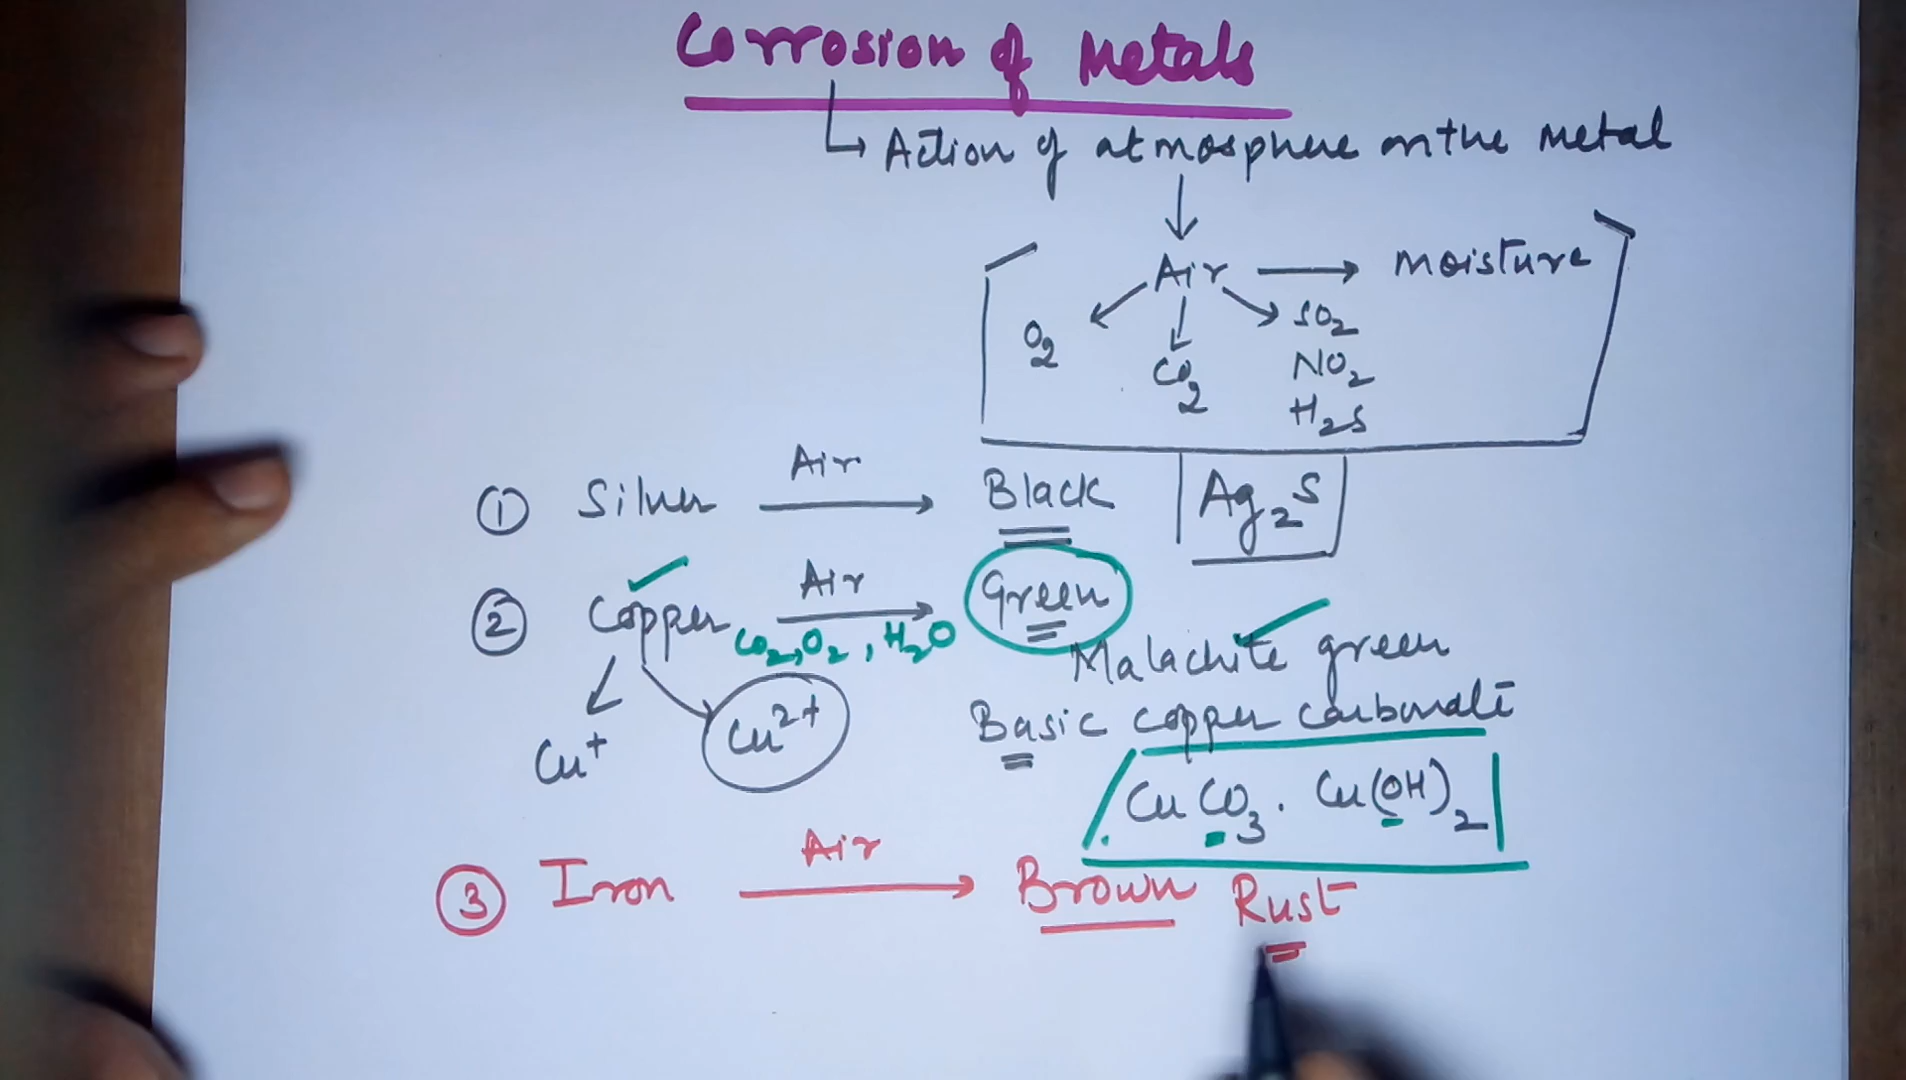 Corrosion of Metals
Action of atmosphere on the Metal
Air → Moisture
O₂ CO₂ SO₂
NO₂
H₂S
① Silver Air → Black Ag₂S
② Copper Air → Green
CO₂, O₂, H₂O
Malachite green
Cu⁺ Cu²⁺ Basic copper carbonate
CuCO₃. Cu(OH)₂
③ Iron Air → Brown Rust